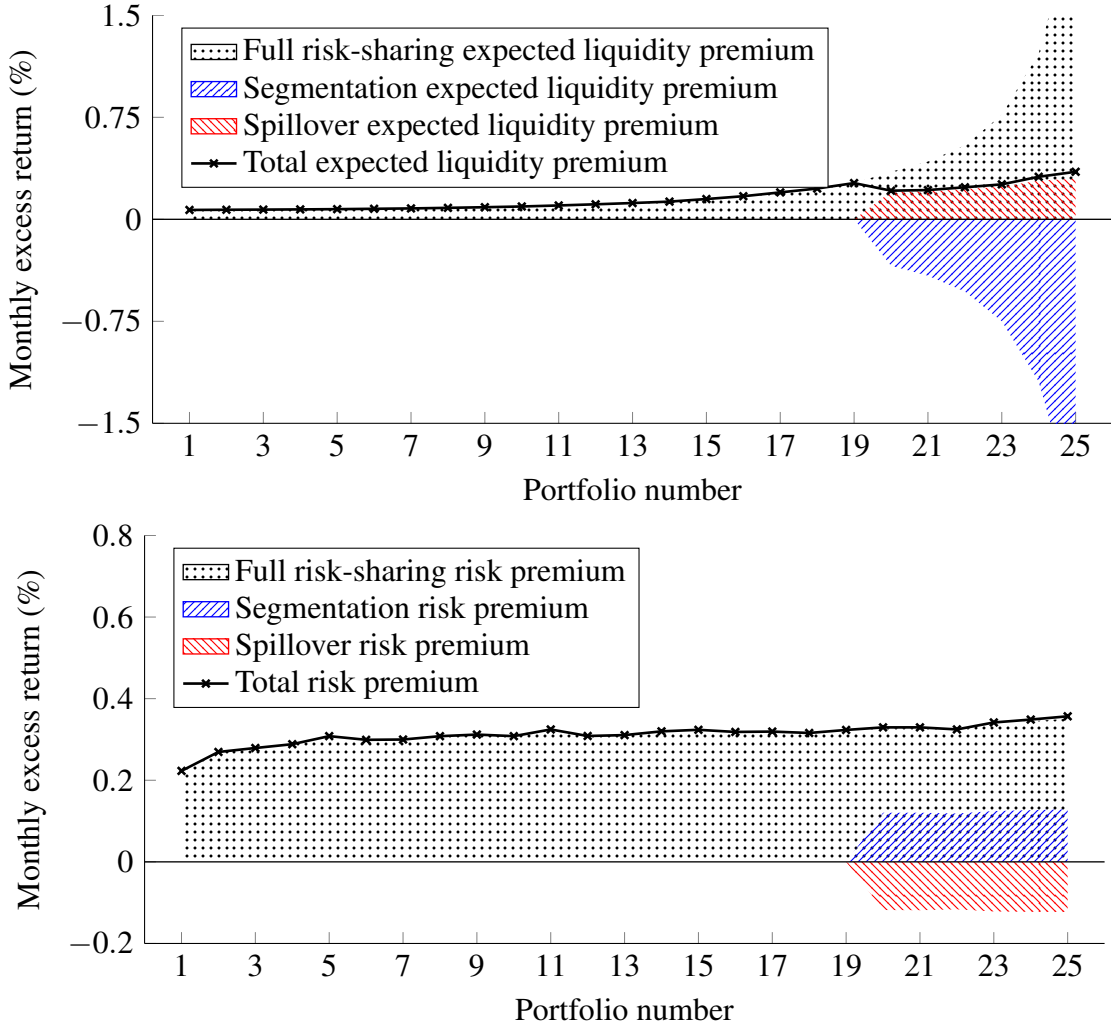 1.5
0.75
0
−0.75
−1.5
Monthly excess return (%)
Full risk-sharing expected liquidity premium
Segmentation expected liquidity premium
Spillover expected liquidity premium
Total expected liquidity premium
1 3 5 7 9 11 13 15 17 19 21 23 25
Portfolio number
0.8
0.6
0.4
0.2
0
−0.2
Monthly excess return (%)
Full risk-sharing risk premium
Segmentation risk premium
Spillover risk premium
Total risk premium
1 3 5 7 9 11 13 15 17 19 21 23 25
Portfolio number